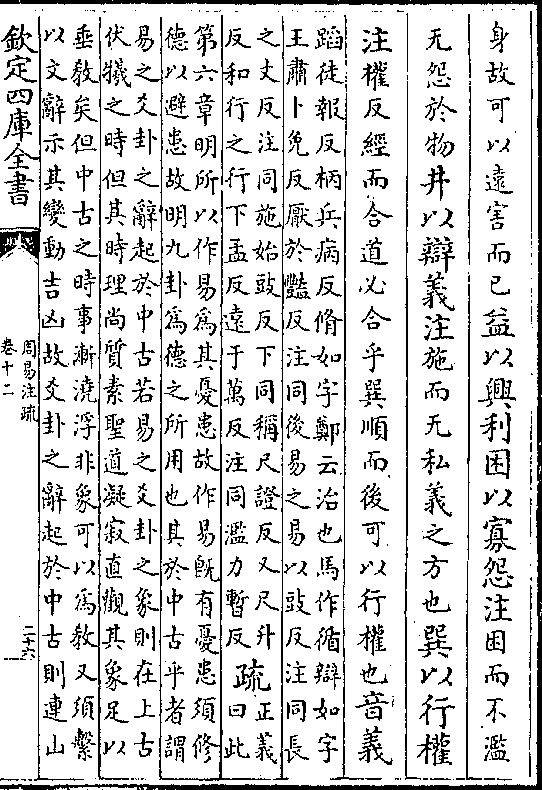 身故可以遠害而已益以興利困以寡怨注困而不濫
无怨於物井以辯義注施而无私義之方也巽以行權
注權反經而合道必合乎巽順而後可以行權也音義
蹈徒報反柄兵病反脩如字鄭云治也馬作循辯如字
王肅卜免反厭於豔反注同後易之易以豉反注同長
之丈反注同施始豉反下同稱尺證反又尺升
反和行之行下孟反遠于萬反注同濫力暫反
疏正義
曰此
第六章明所以作易為其憂患故作易既有憂患須修
德以避患故明九卦為德之所用也其於中古乎者謂
易之爻卦之辭起於中古若易之爻卦之象則在上古
伏犧之時但其時理尚質素聖道凝寂直觀其象足以
垂教矣但中古之時事漸澆浮非象可以為教又須繫
以文辭示其變動吉凶故爻卦之辭起於中古則連山
欽定四庫全書
周易注疏
卷十二
二十六